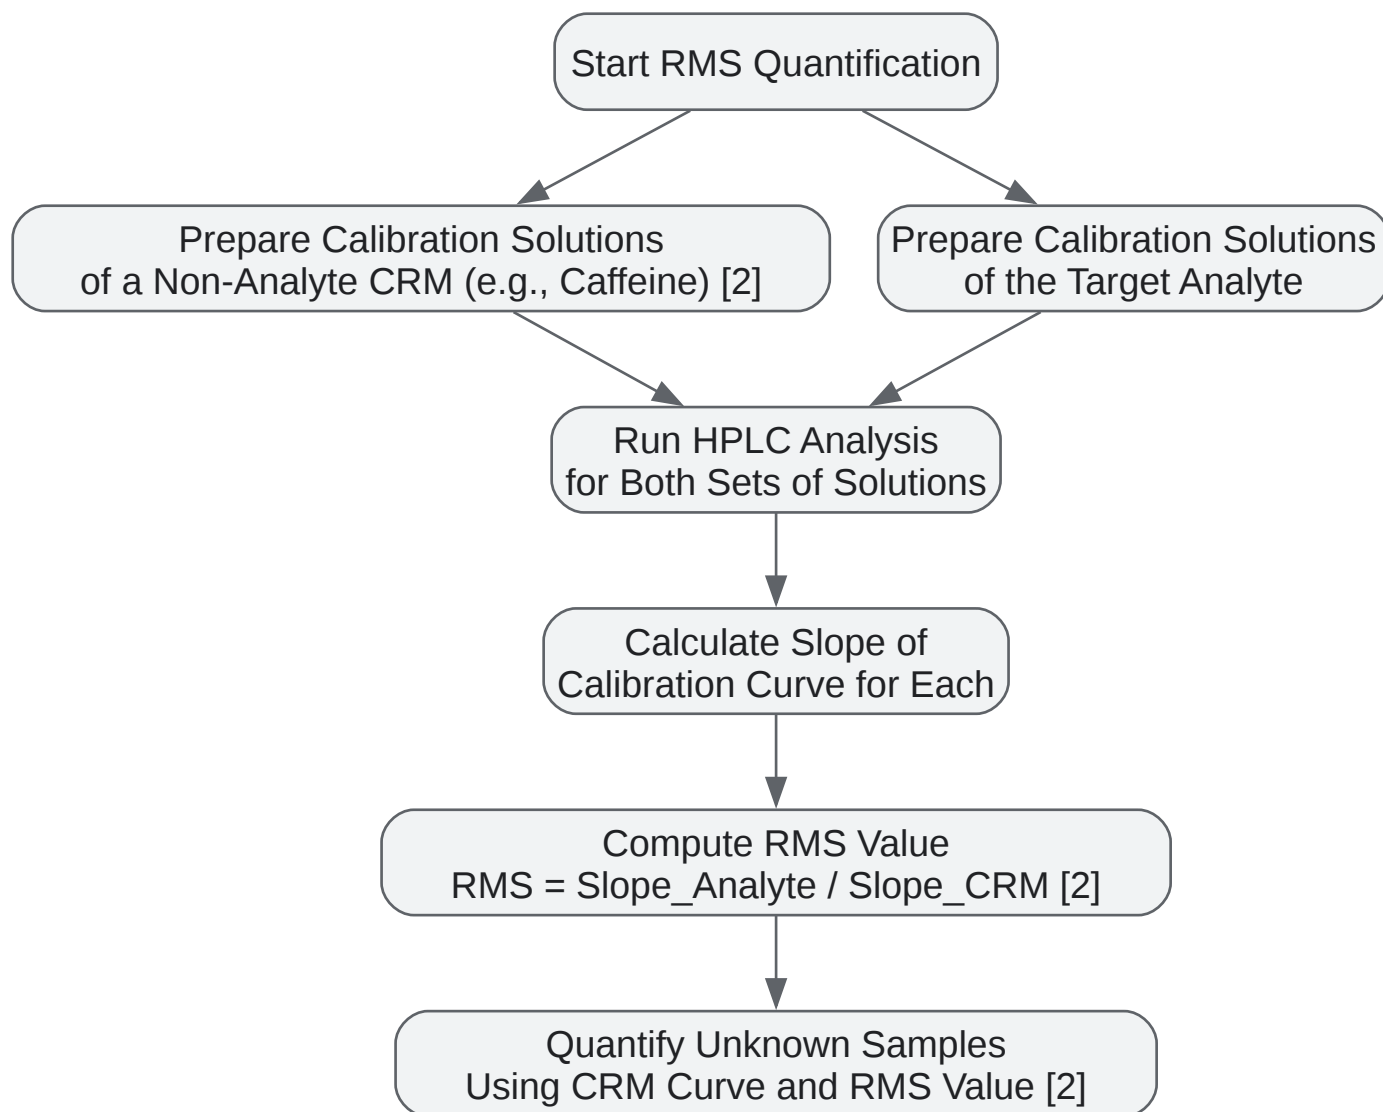 Start RMS Quantification
Prepare Calibration Solutions
of a Non-Analyte CRM (e.g., Caffeine) [2]
Prepare Calibration Solutions
of the Target Analyte
Run HPLC Analysis
for Both Sets of Solutions
Calculate Slope of
Calibration Curve for Each
Compute RMS Value
RMS = Slope_Analyte / Slope_CRM [2]
Quantify Unknown Samples
Using CRM Curve and RMS Value [2]